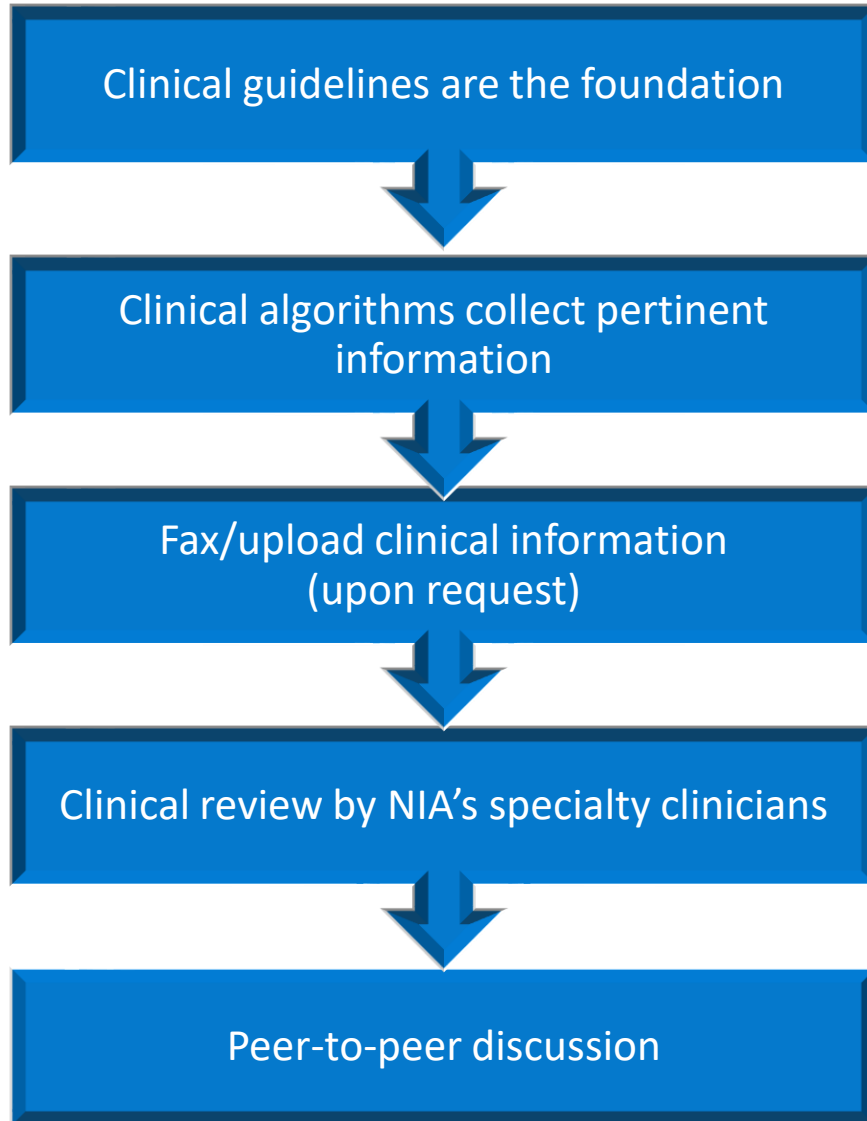 Clinical guidelines are the foundation
Clinical algorithms collect pertinent
information
Fax/upload clinical information
(upon request)
Clinical review by NIA’s specialty clinicians
Peer-to-peer discussion